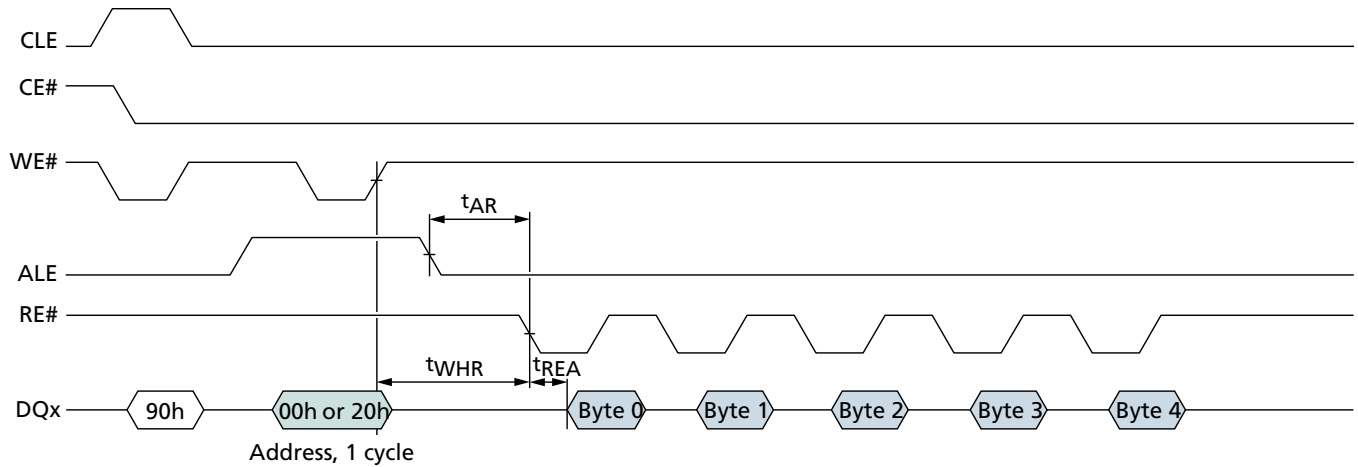 CLE
CE#
WE#
tAR
ALE
RE#
tWHR
tREA
DQx
90h
00h or 20h
Byte 0
Byte 1
Byte 2
Byte 3
Byte 4
Address, 1 cycle